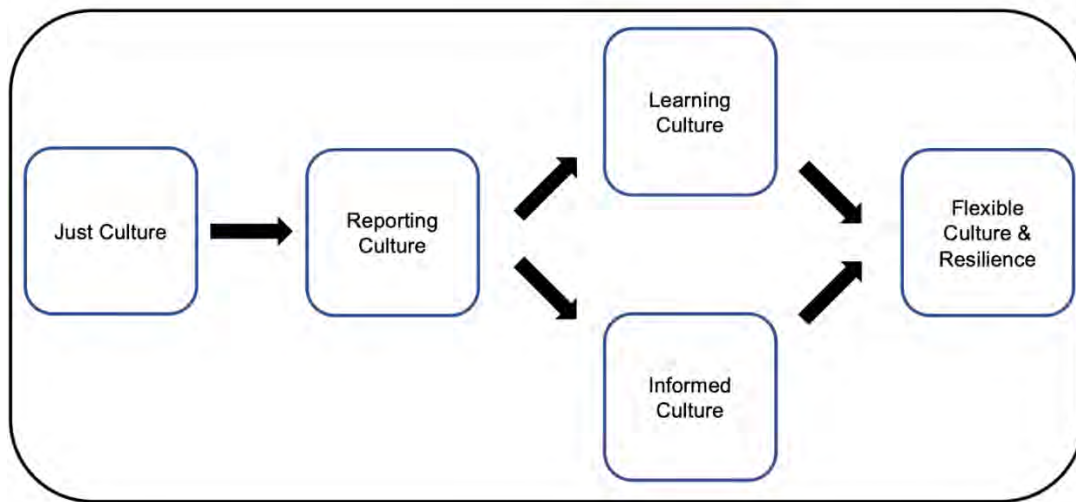 Just Culture
Reporting
Culture
Learning
Culture
Informed
Culture
Flexible
Culture &
Resilience